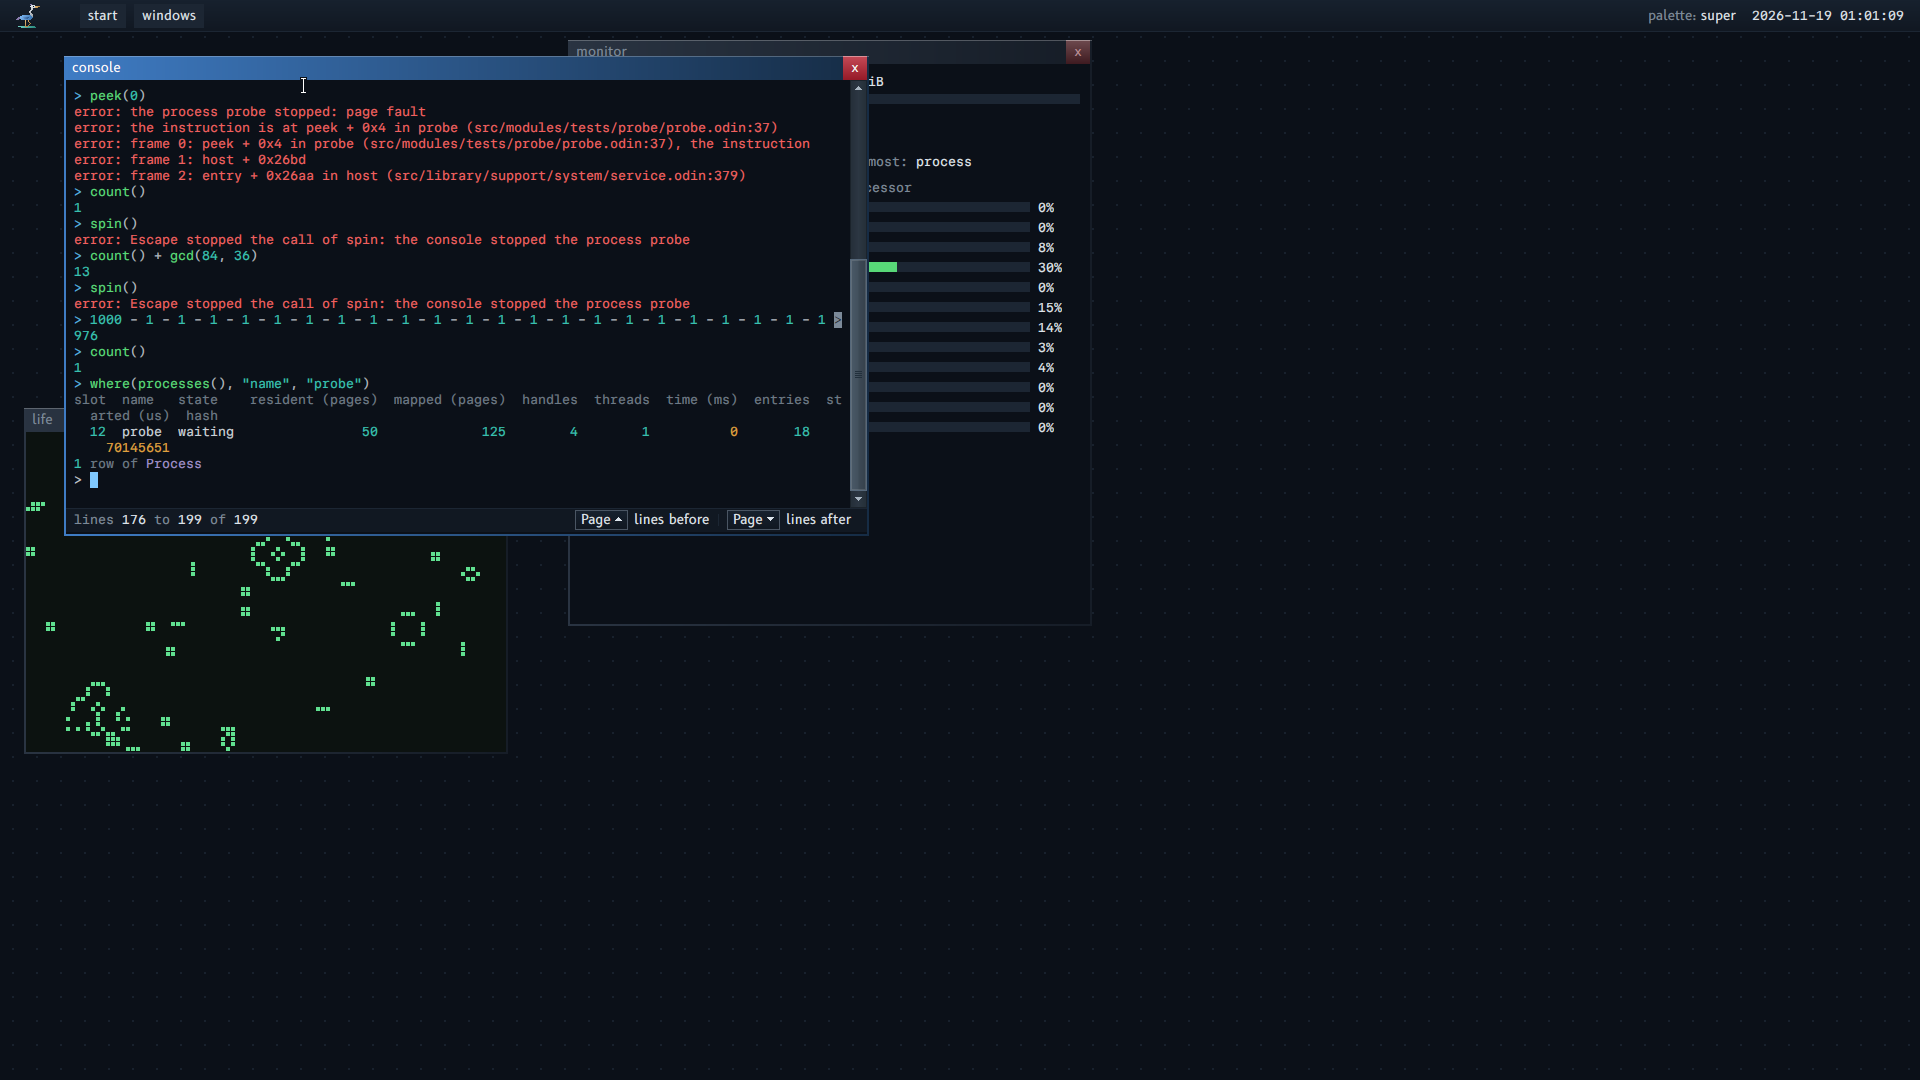 start windows palette: super 2026-11-19 01:01:09
monitor x
console x
iB
> peek(0)
error: the process probe stopped: page fault
error: the instruction is at peek + 0x4 in probe (src/modules/tests/probe/probe.odin:37)
error: frame 0: peek + 0x4 in probe (src/modules/tests/probe/probe.odin:37), the instruction
error: frame 1: host + 0x26bd
error: frame 2: entry + 0x26aa in host (src/library/support/system/service.odin:379)
> count()
1
> spin()
error: Escape stopped the call of spin: the console stopped the process probe
> count() + gcd(84, 36)
13
> spin()
error: Escape stopped the call of spin: the console stopped the process probe
> 1000 - 1 - 1 - 1 - 1 - 1 - 1 - 1 - 1 - 1 - 1 - 1 - 1 - 1 - 1 - 1 - 1 - 1 - 1 - 1 - 1 - 1 - 1 >
976
> count()
1
> where(processes(), "name", "probe")
slot name state resident (pages) mapped (pages) handles threads time (ms) entries st
arted (us) hash
12 probe waiting 50 125 4 1 0 18
70145651
1 row of Process
>
lines 176 to 199 of 199 Page lines before Page lines after
most: process
cessor
0%
0%
8%
30%
0%
15%
14%
3%
4%
0%
0%
0%
life